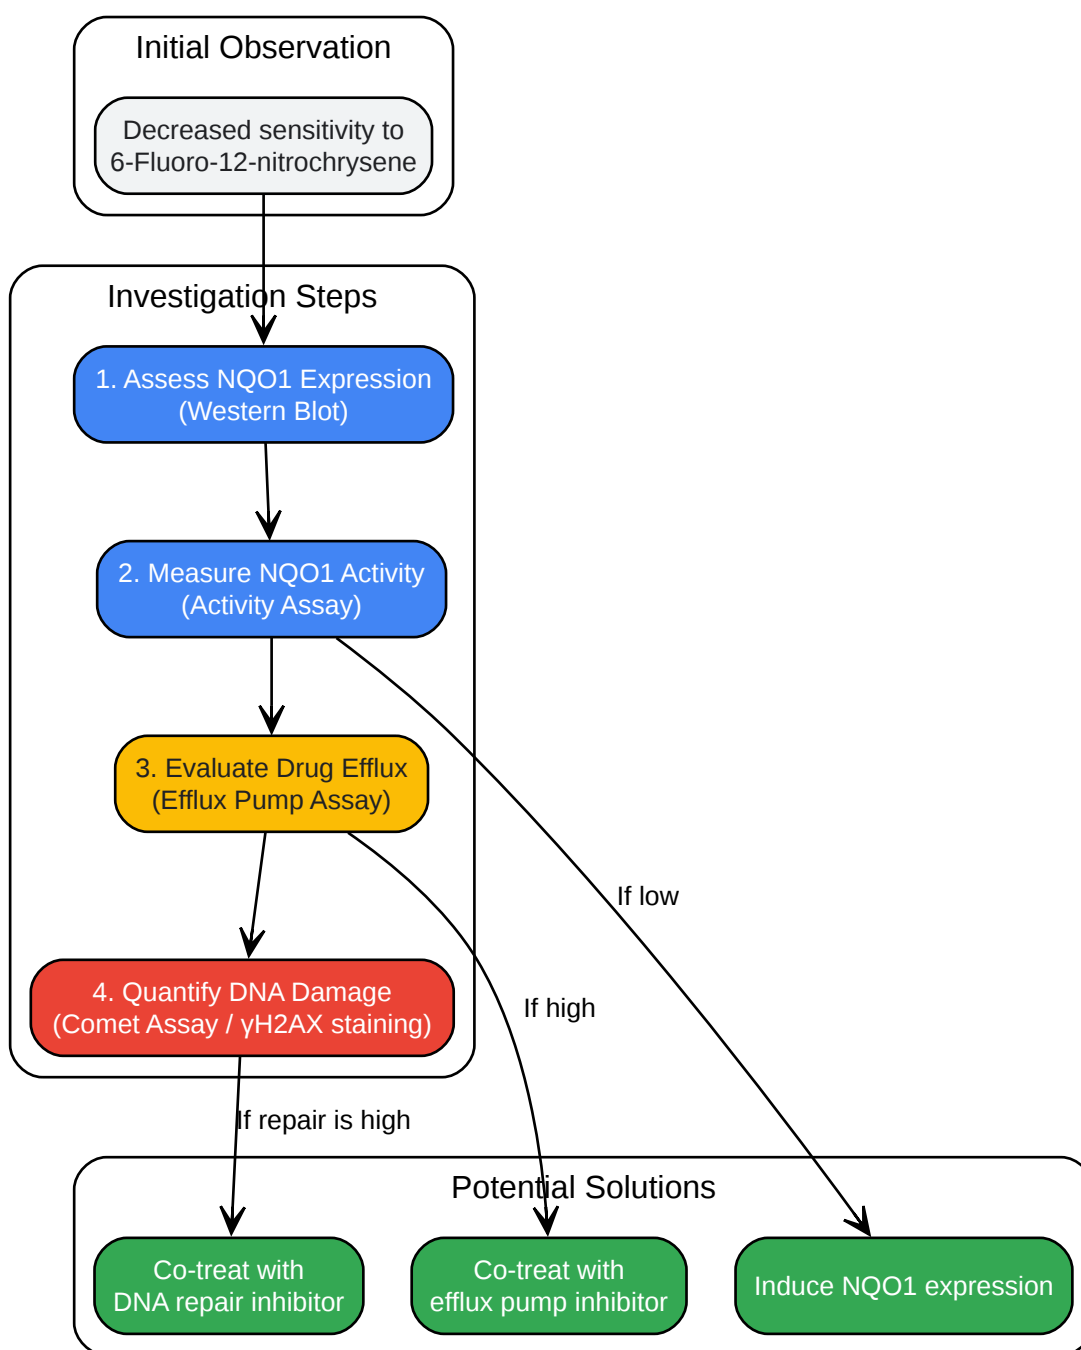 Initial Observation
Decreased sensitivity to
6-Fluoro-12-nitrochrysene
Investigation Steps
1. Assess NQO1 Expression
(Western Blot)
2. Measure NQO1 Activity
(Activity Assay)
3. Evaluate Drug Efflux
(Efflux Pump Assay)
If low
4. Quantify DNA Damage
(Comet Assay / γH2AX staining)
If high
If repair is high
Potential Solutions
Co-treat with
DNA repair inhibitor
Co-treat with
efflux pump inhibitor
Induce NQO1 expression